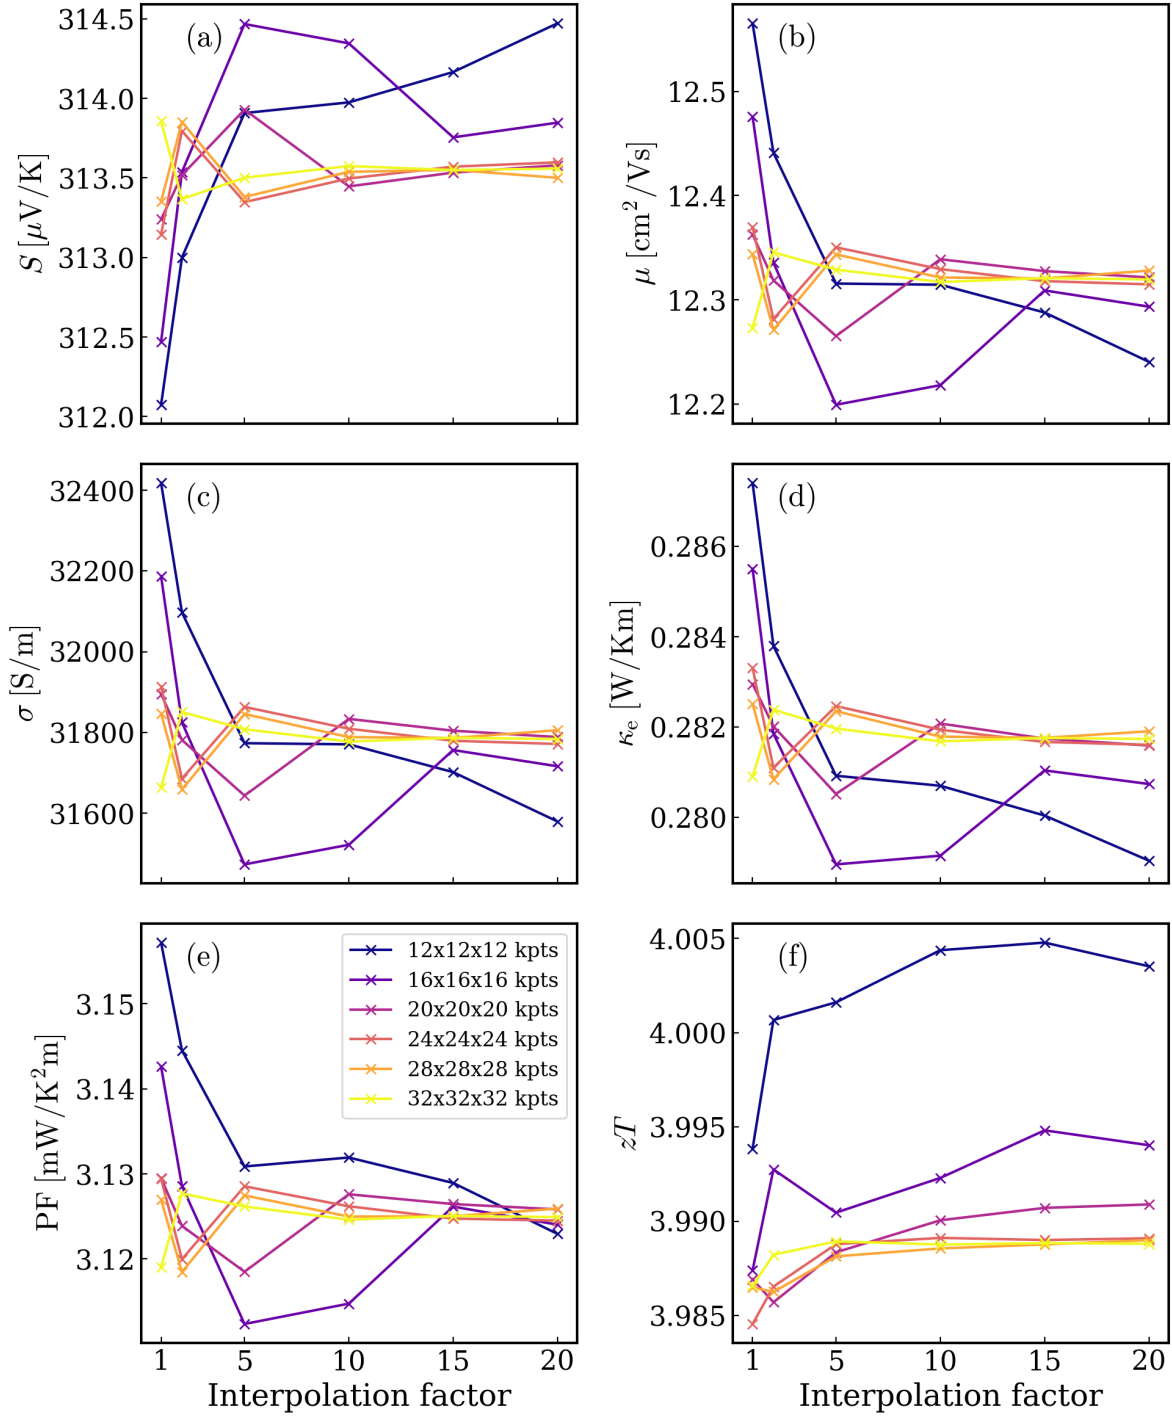 (a)
S [μV/K]
314.5
314.0
313.5
313.0
312.5
312.0
(b)
μ [cm²/Vs]
12.5
12.4
12.3
12.2
(c)
σ [S/m]
32400
32200
32000
31800
31600
(d)
κe [W/Km]
0.286
0.284
0.282
0.280
(e)
PF [mW/K²m]
3.15
3.14
3.13
3.12
12x12x12 kpts
16x16x16 kpts
20x20x20 kpts
24x24x24 kpts
28x28x28 kpts
32x32x32 kpts
1 5 10 15 20
Interpolation factor
(f)
zT
4.005
4.000
3.995
3.990
3.985
1 5 10 15 20
Interpolation factor